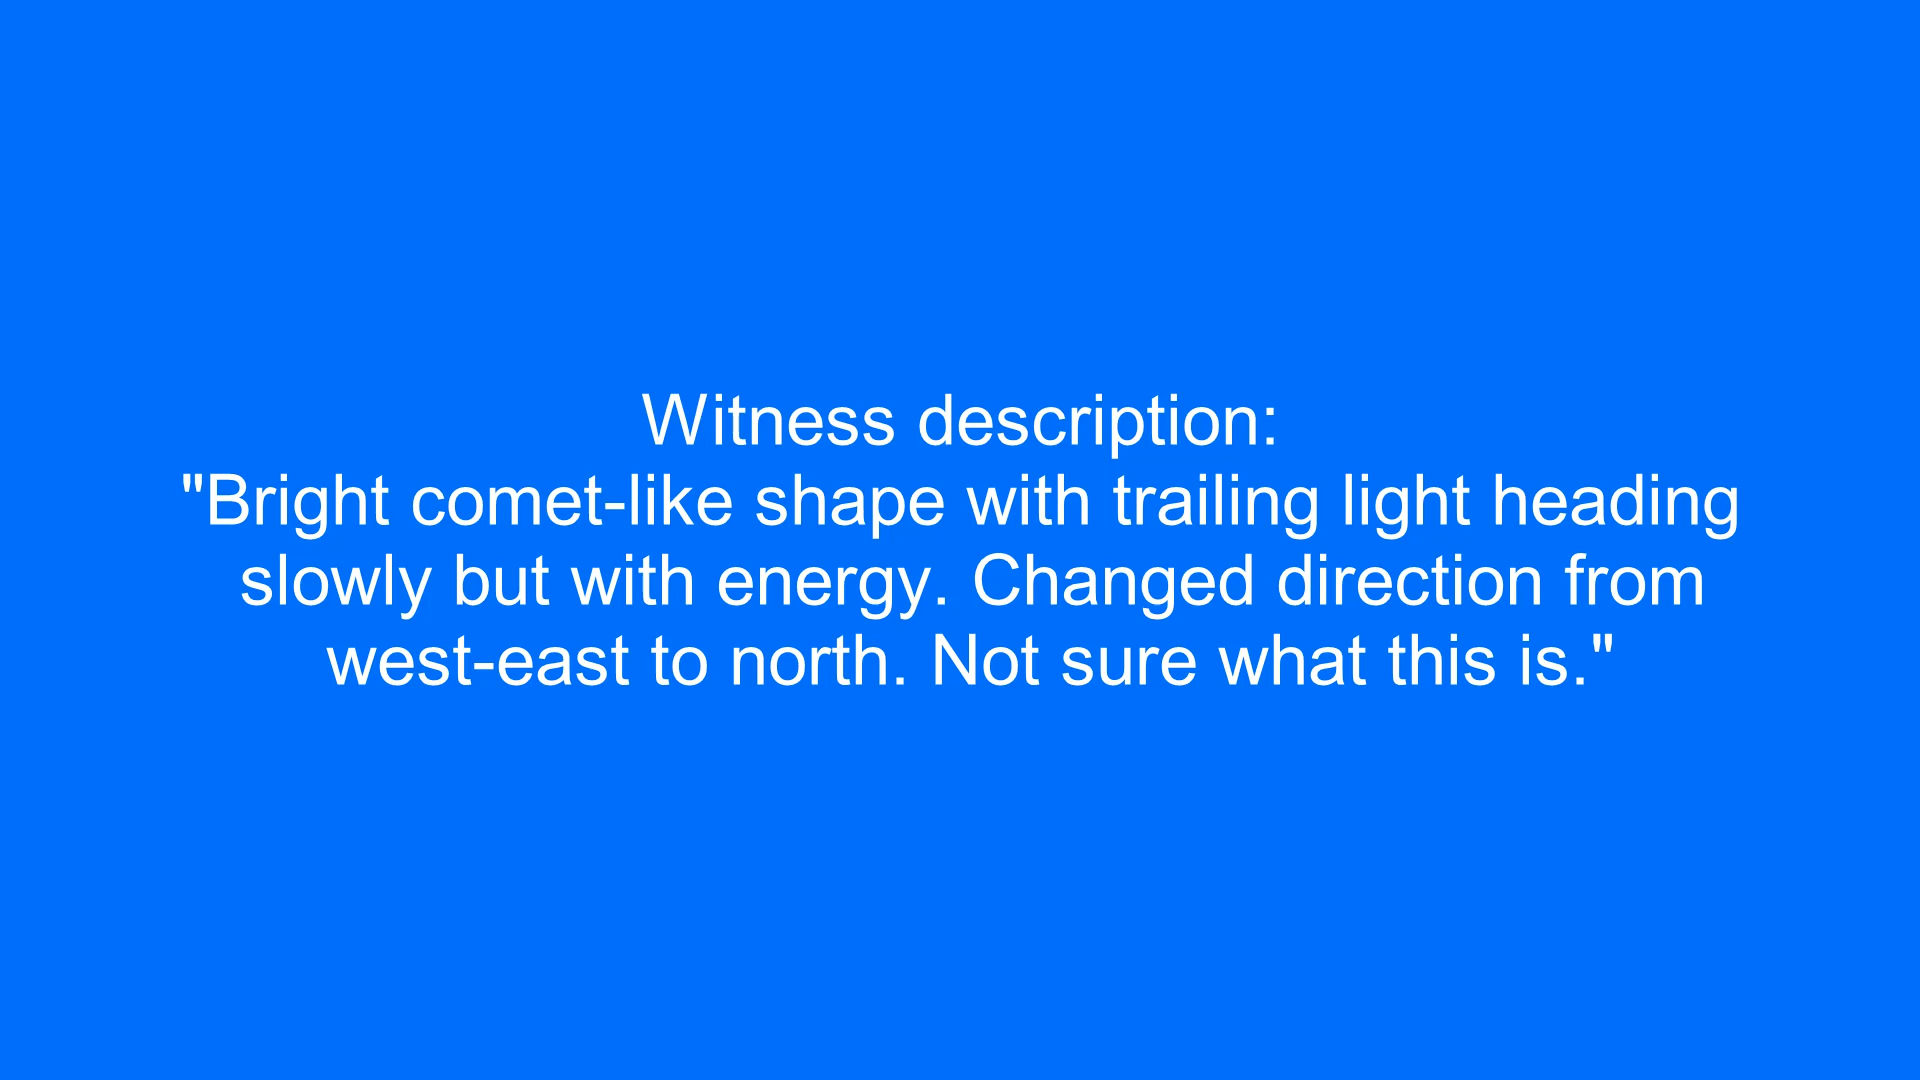 Witness description:
"Bright comet-like shape with trailing light heading
slowly but with energy. Changed direction from
west-east to north. Not sure what this is."